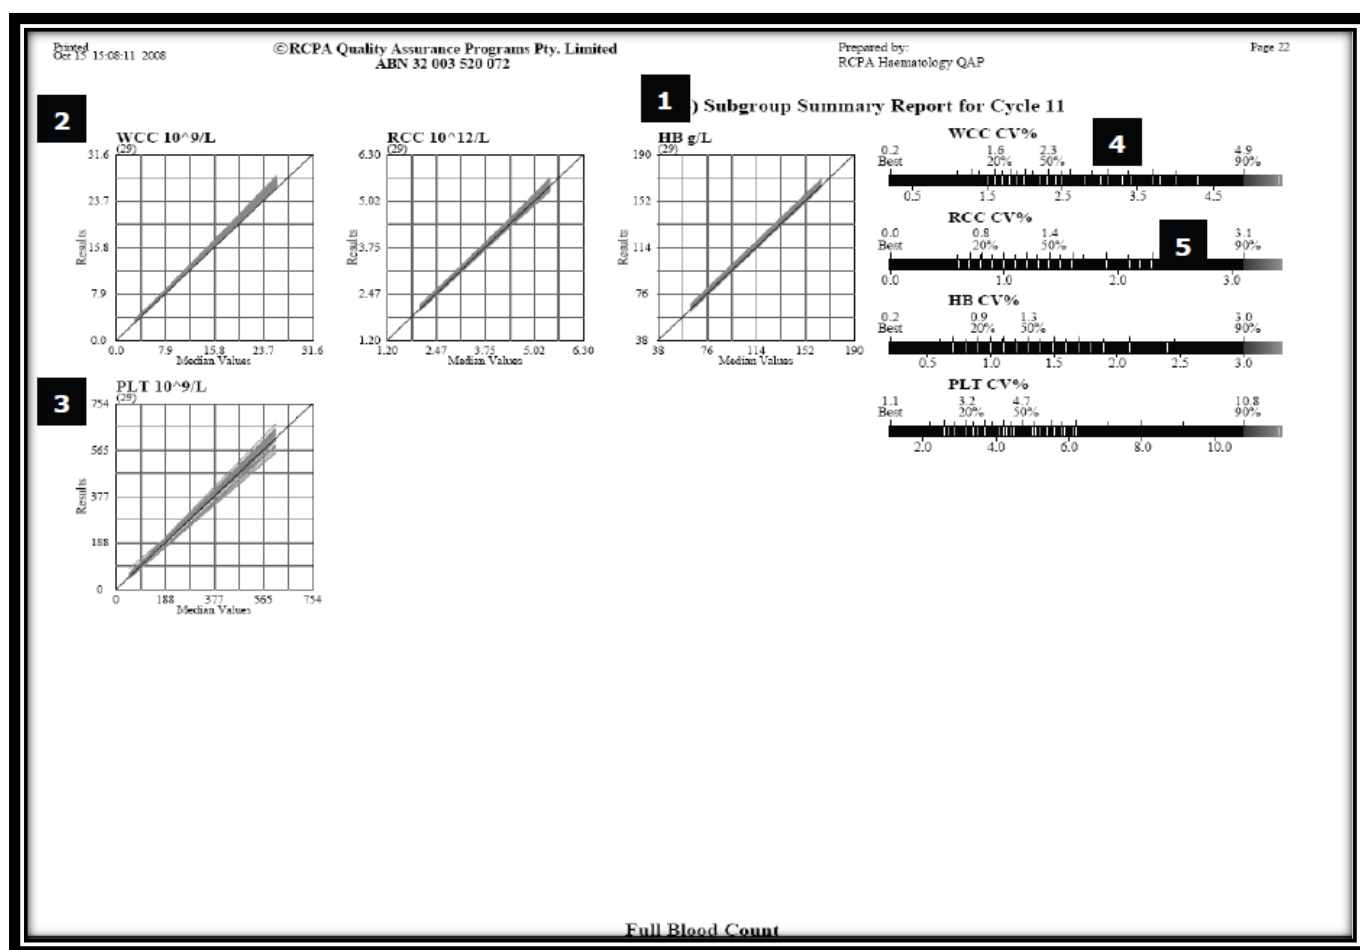 Printed
Oct 15 15:08:11 2008
©RCPA Quality Assurance Programs Pty. Limited
ABN 32 003 520 072
Prepared by:
RCPA Haematology QAP
Page 22
1
) Subgroup Summary Report for Cycle 11
2
WCC 10^9/L
(29)
31.6
23.7
15.8
7.9
0.0
Results
0.0 7.9 15.8 23.7 31.6
Median Values
RCC 10^12/L
(29)
6.30
5.02
3.75
2.47
1.20
Results
1.20 2.47 3.75 5.02 6.30
Median Values
HB g/L
(29)
190
152
114
76
38
Results
38 76 114 152 190
Median Values
WCC CV%
4
0.2 1.6 2.3 4.9
Best 20% 50% 90%
0.5 1.5 2.5 3.5 4.5
RCC CV%
5
0.0 0.8 1.4 3.1
Best 20% 50% 90%
0.0 1.0 2.0 3.0
HB CV%
0.2 0.9 1.3 3.0
Best 20% 50% 90%
0.5 1.0 1.5 2.0 2.5 3.0
PLT CV%
1.1 3.2 4.7 10.8
Best 20% 50% 90%
2.0 4.0 6.0 8.0 10.0
3
PLT 10^9/L
(29)
754
565
377
188
0
Results
0 188 377 565 754
Median Values
Full Blood Count